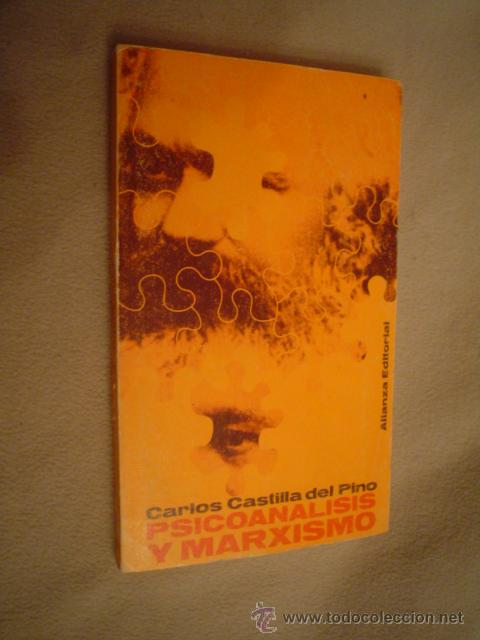 Alianza Editorial
Carlos Castilla del Pino
PSICOANALISIS
Y MARXISMO
© www.todocoleccion.net